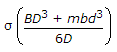 σ ( BD³ + mbd³ / 6D )